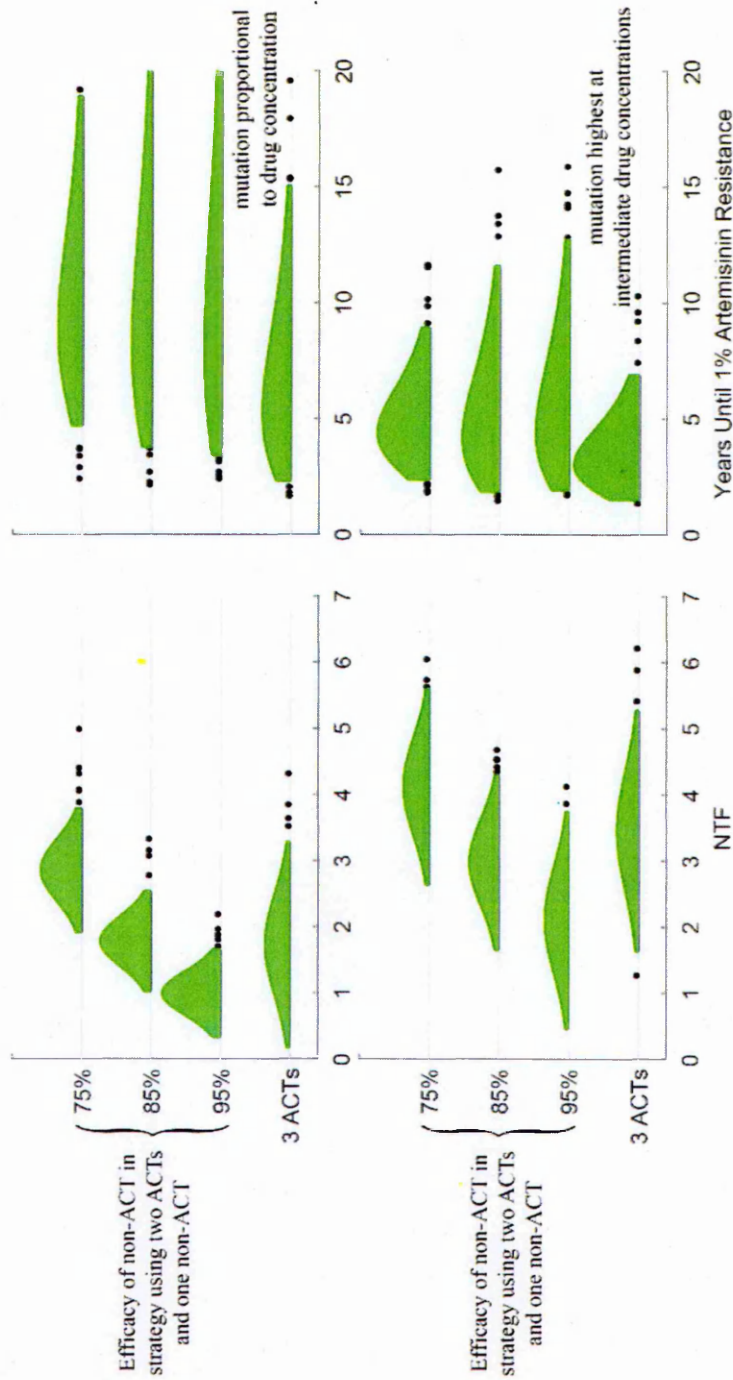 Efficacy of non-ACT in
strategy using two ACTs
and one non-ACT
75%
85%
95%
3 ACTs
0 1 2 3 4 5 6 7
mutation proportional
to drug concentration
0 5 10 15 20
Efficacy of non-ACT in
strategy using two ACTs
and one non-ACT
75%
85%
95%
3 ACTs
0 1 2 3 4 5 6 7
NTF
mutation highest at
intermediate drug concentrations
0 5 10 15 20
Years Until 1% Artemisinin Resistance